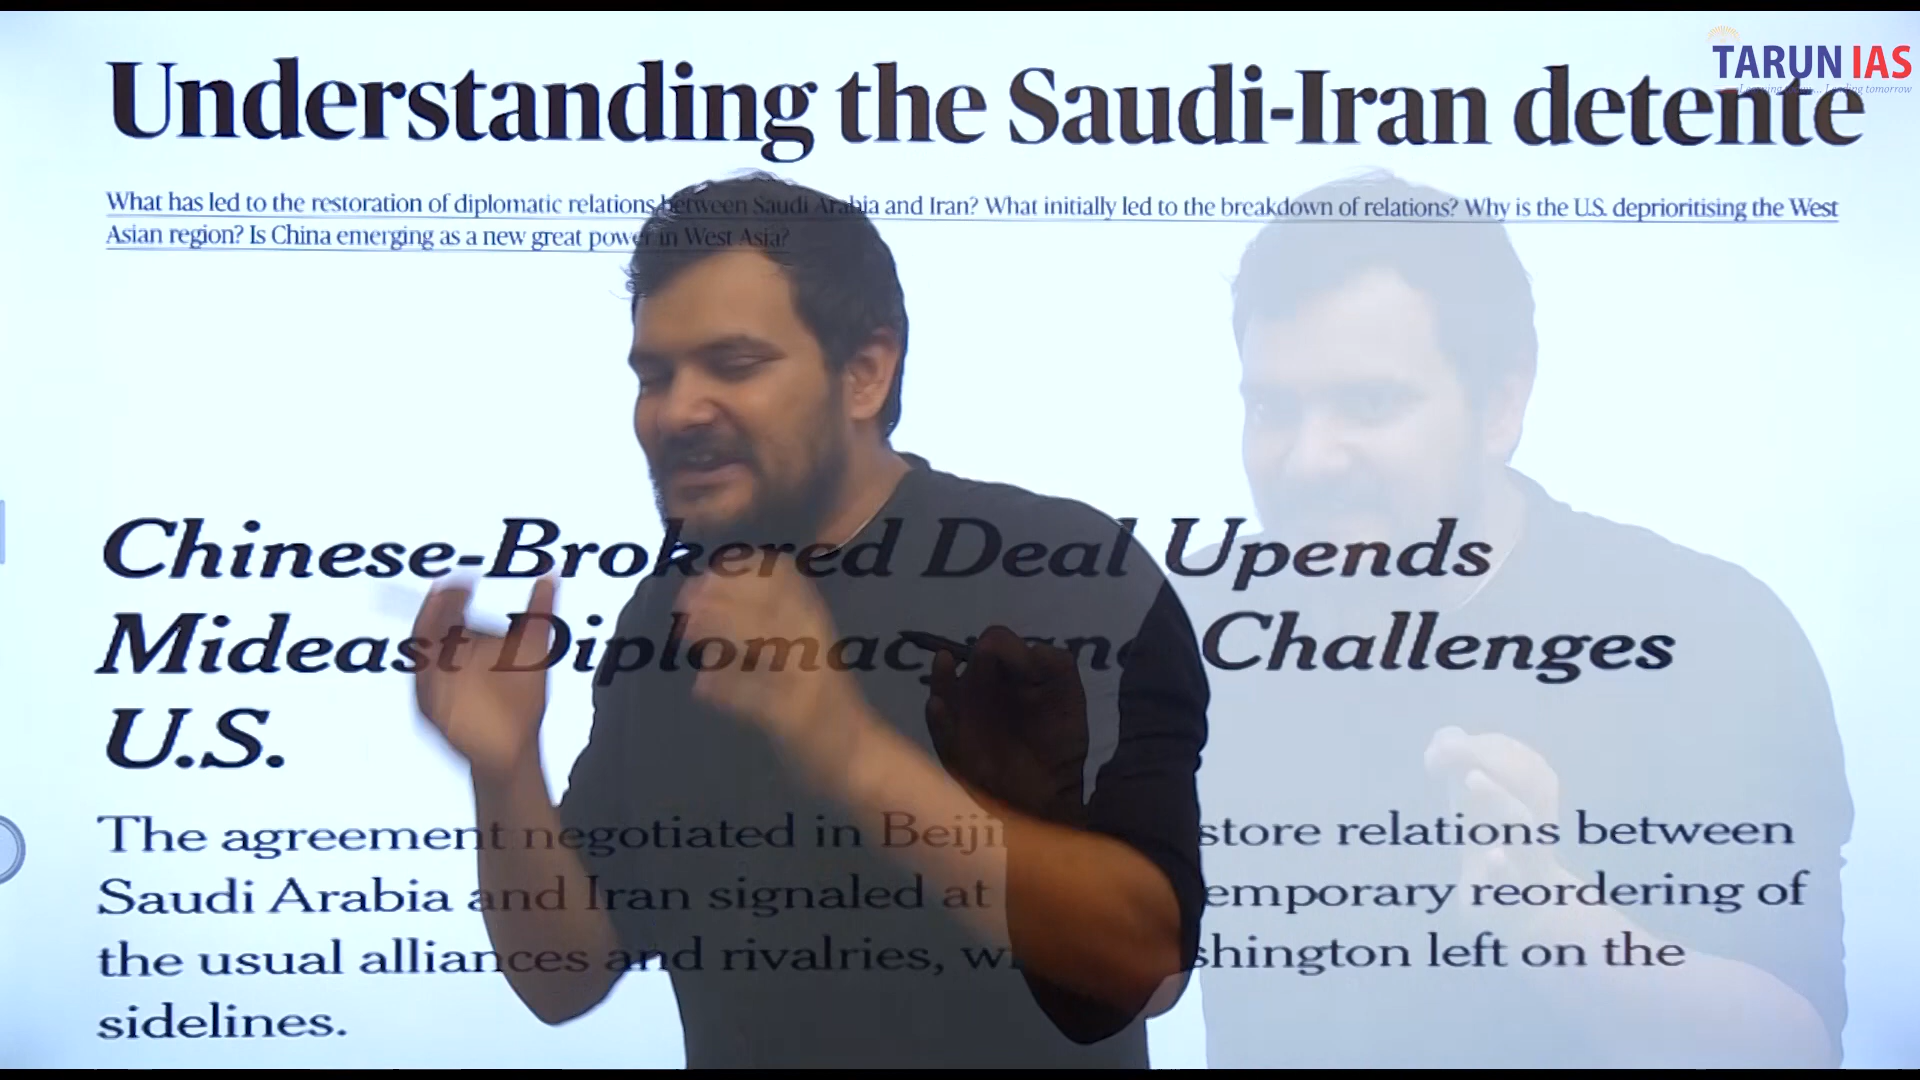 TARUN IAS
Understanding the Saudi-Iran detente
What has led to the restoration of diplomatic relations between Saudi Arabia and Iran? What initially led to the breakdown of relations? Why is the U.S. deprioritising the West
Asian region? Is China emerging as a new great power in West Asia?
Chinese-Brokered Deal Upends
Mideast Diplomacy and Challenges
U.S.
The agreement negotiated in Beiji store relations between
Saudi Arabia and Iran signaled at emporary reordering of
the usual alliances and rivalries, wi shington left on the
sidelines.